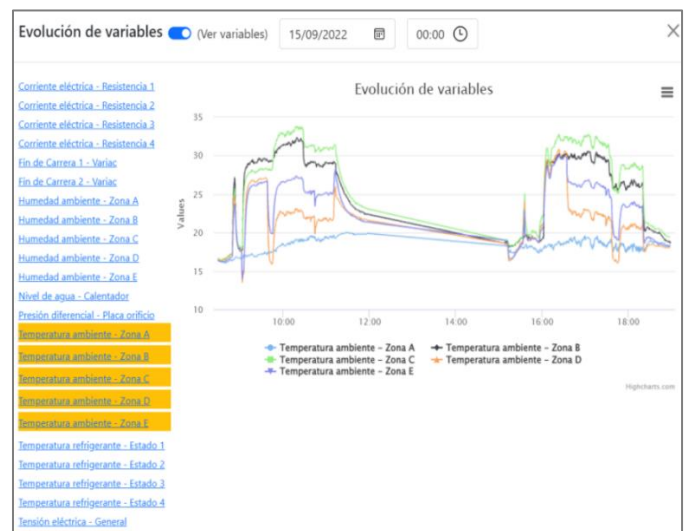 Evolución de variables (Ver variables) 15/09/2022 00:00
Corriente eléctrica - Resistencia 1
Corriente eléctrica - Resistencia 2
Corriente eléctrica - Resistencia 3
Corriente eléctrica - Resistencia 4
Fin de Carrera 1 - Variac
Fin de Carrera 2 - Variac
Humedad ambiente - Zona A
Humedad ambiente - Zona B
Humedad ambiente - Zona C
Humedad ambiente - Zona D
Humedad ambiente - Zona E
Nivel de agua - Calentador
Presión diferencial - Placa orificio
Temperatura ambiente - Zona A
Temperatura ambiente - Zona B
Temperatura ambiente - Zona C
Temperatura ambiente - Zona D
Temperatura ambiente - Zona E
Temperatura refrigerante - Estado 1
Temperatura refrigerante - Estado 2
Temperatura refrigerante - Estado 3
Temperatura refrigerante - Estado 4
Tensión eléctrica - General
Evolución de variables
Values
35
30
25
20
15
10
10:00 12:00 14:00 16:00 18:00
Temperatura ambiente - Zona A Temperatura ambiente - Zona B
Temperatura ambiente - Zona C Temperatura ambiente - Zona D
Temperatura ambiente - Zona E
Highcharts.com